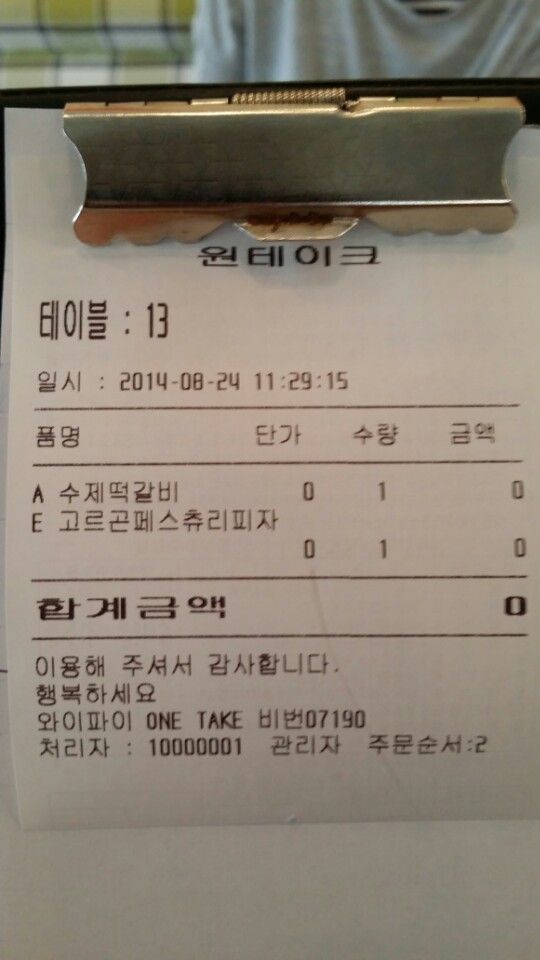 원테이크
테이블 : 13
일시 : 2014-08-24 11:29:15
품명 단가 수량 금액
A 수제떡갈비 0 1 0
E 고르곤페스츄리피자
0 1 0
합계금액 0
이용해 주셔서 감사합니다.
행복하세요
와이파이 ONE TAKE 비번07190
처리자 : 10000001 관리자 주문순서:2